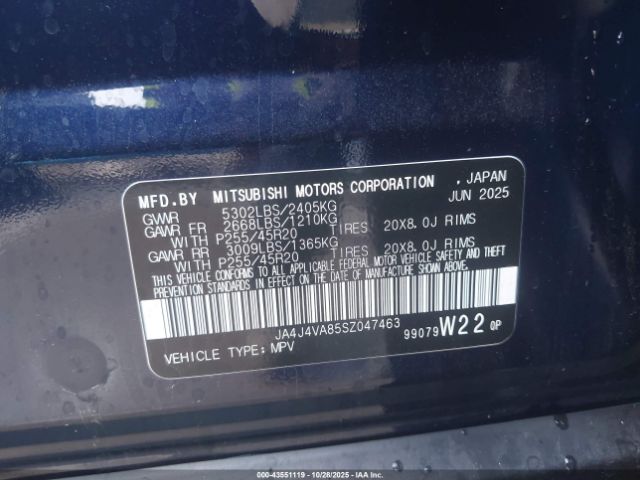 MFD.BY MITSUBISHI MOTORS CORPORATION , JAPAN
JUN 2025
GVWR 5302LBS/2405KG
GAWR FR 2668LBS/1210KG
WITH P255/45R20 TIRES 20X8.0J RIMS
GAWR RR 3009LBS/1365KG
WITH P255/45R20 TIRES 20X8.0J RIMS
THIS VEHICLE CONFORMS TO ALL APPLICABLE FEDERAL MOTOR VEHICLE SAFETY, BUMPER, AND THEFT
PREVENTION STANDARDS IN EFFECT ON THE DATE OF MANUFACTURE SHOWN ABOVE.
JA4J4VA85SZ047463
VEHICLE TYPE: MPV 99079 W22 0P
000-43551119 | 10/28/2025 | IAAI.COM